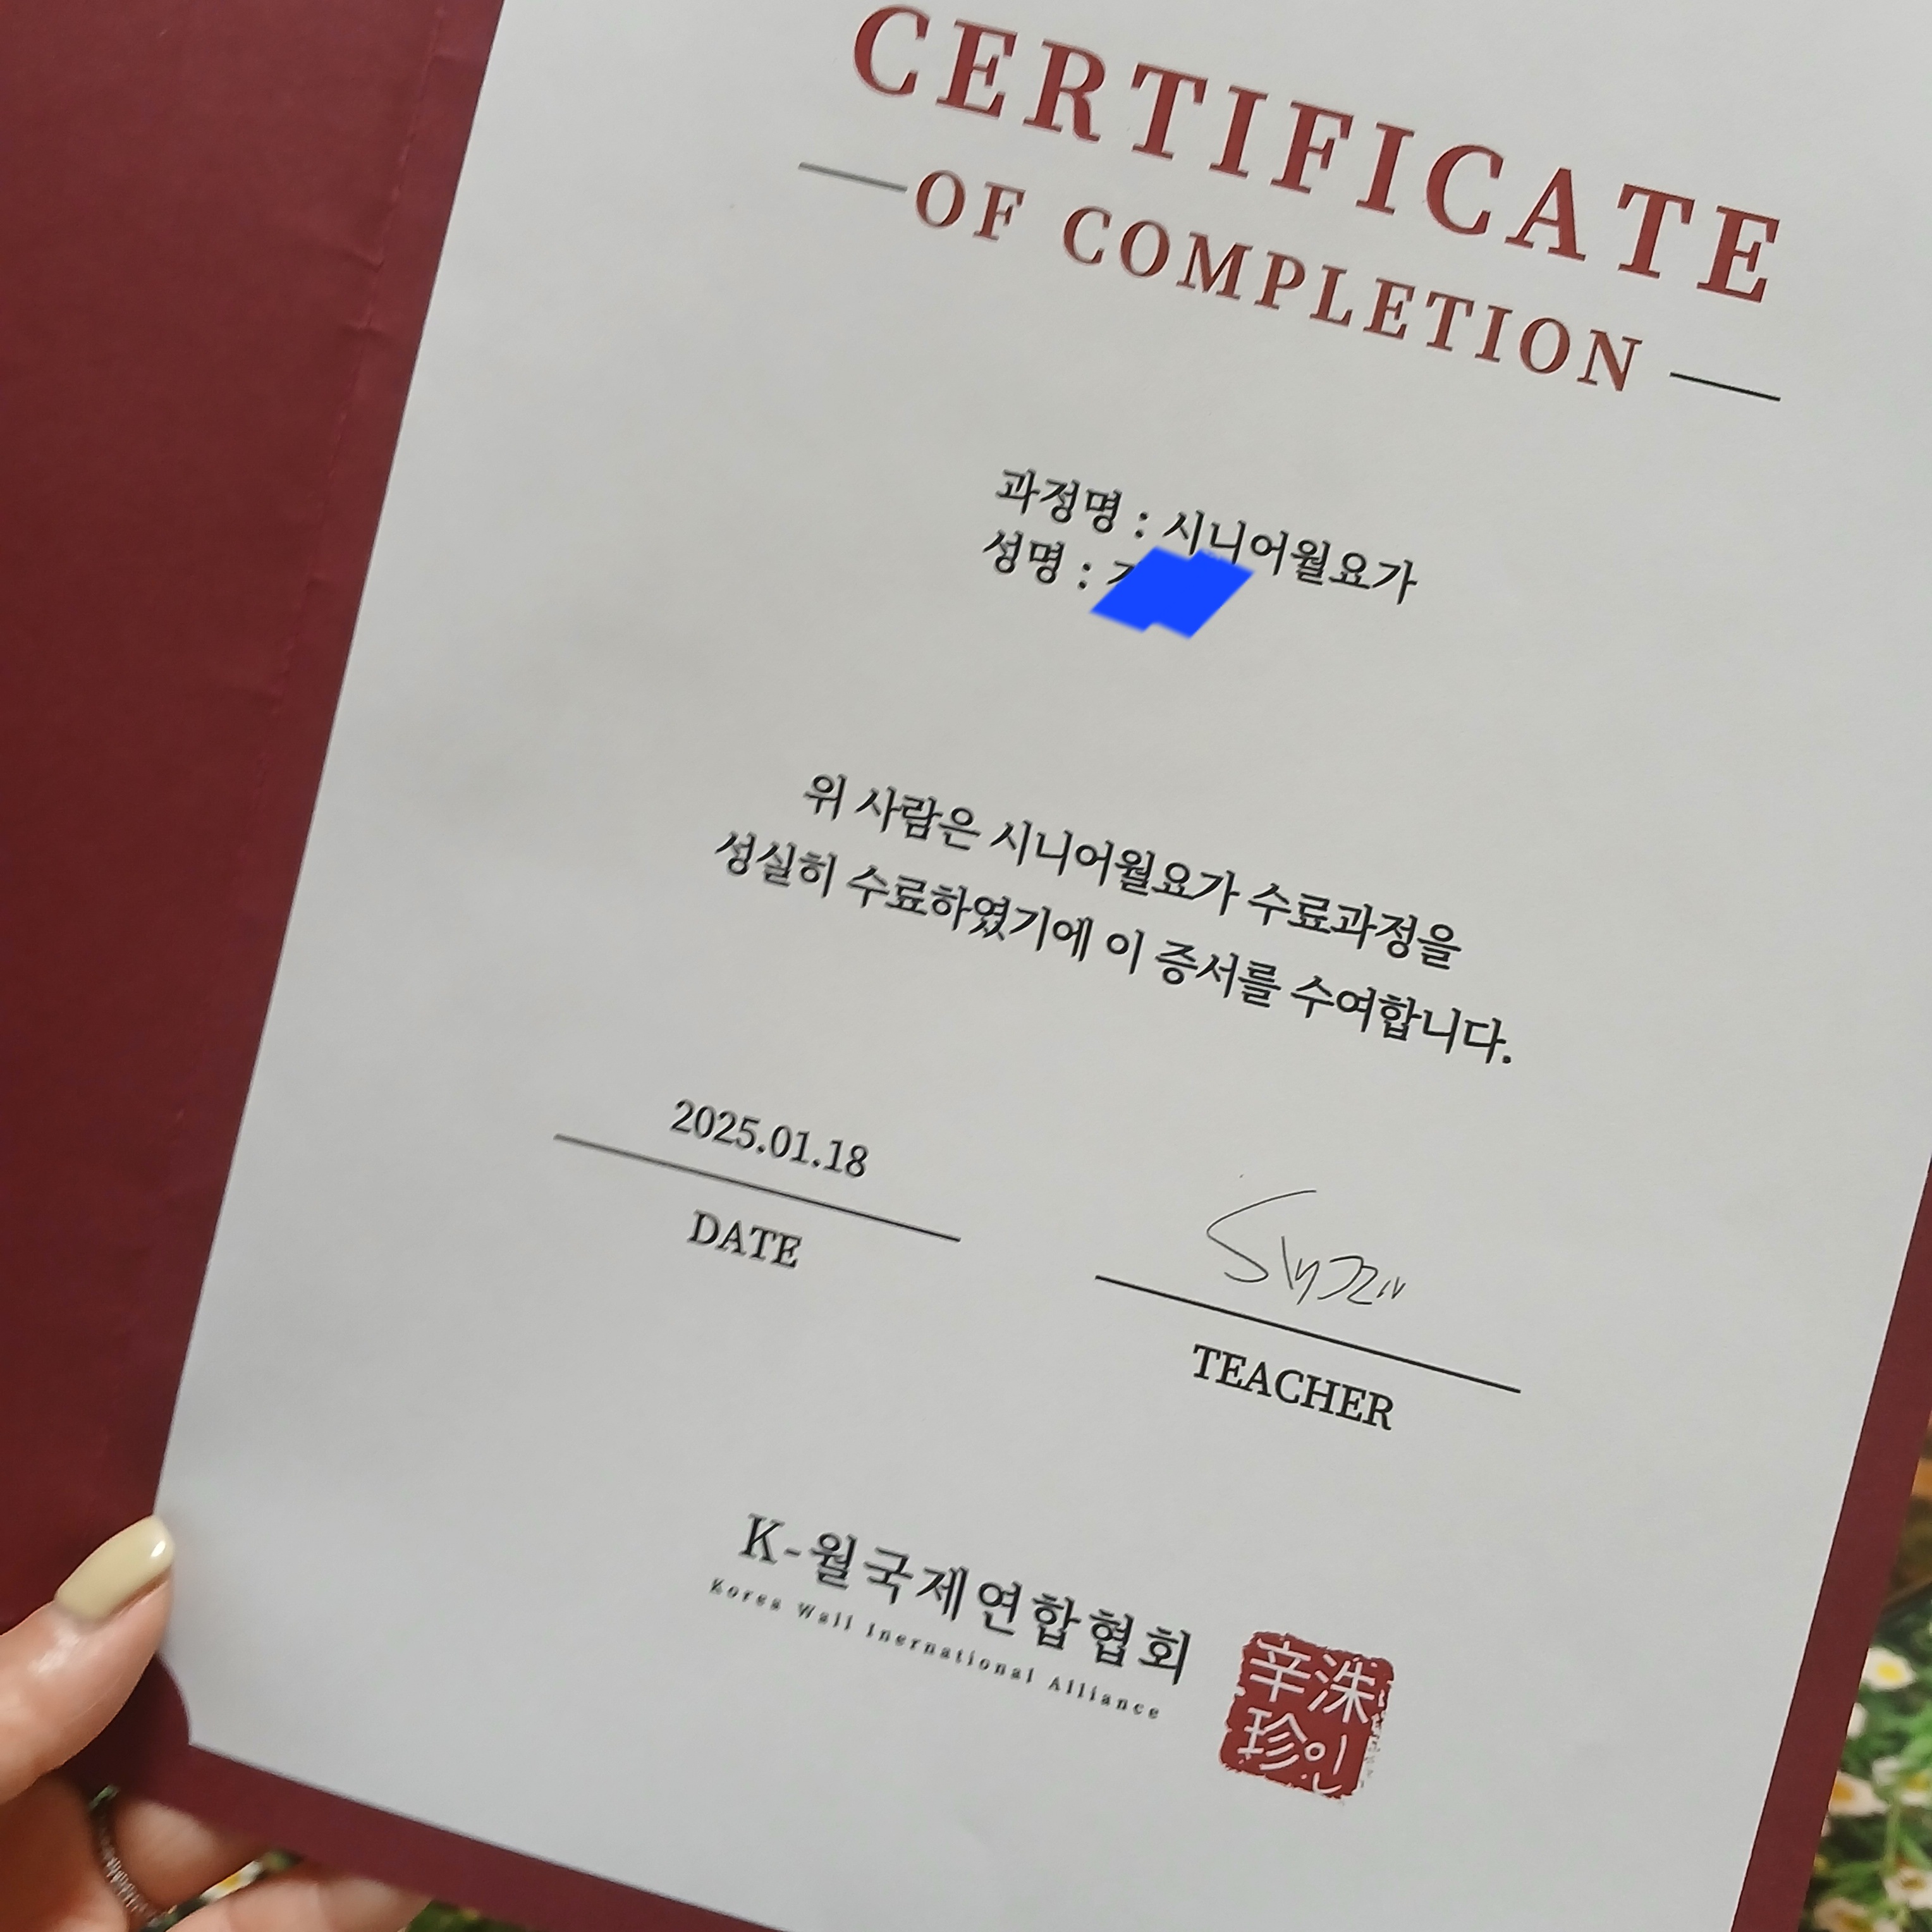 CERTIFICATE
OF COMPLETION
과정명 : 시니어월요가
성명 :
위 사람은 시니어월요가 수료과정을
성실히 수료하였기에 이 증서를 수여합니다.
2025.01.18
DATE
TEACHER
K-월국제연합협회
Korea Wall Inernational Alliance
辛洙
珍인